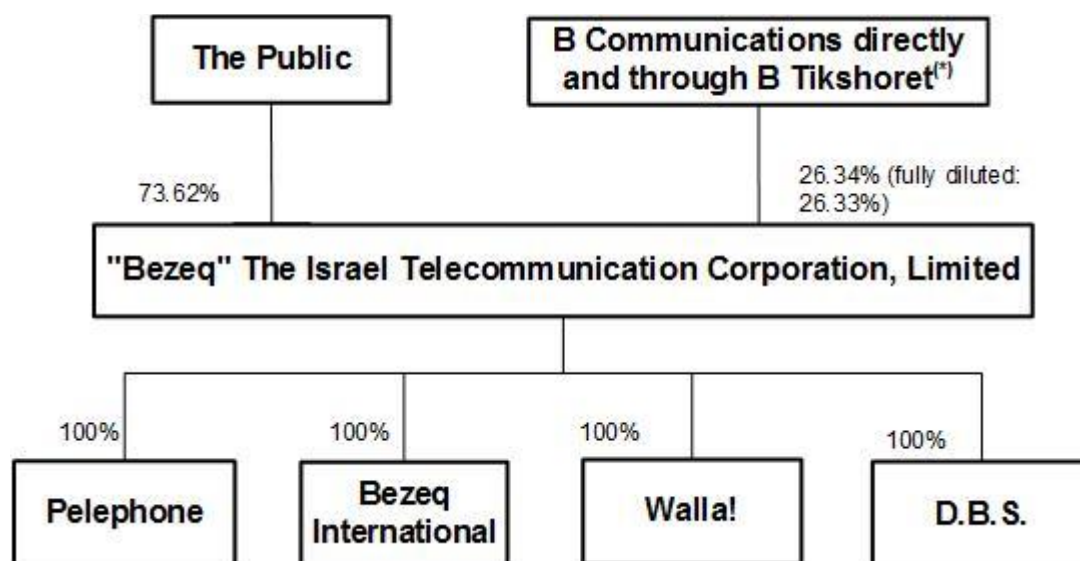 The Public
B Communications directly
and through B Tikshoret(*)
73.62%
26.34% (fully diluted:
26.33%)
"Bezeq" The Israel Telecommunication Corporation, Limited
100%
100%
100%
100%
Pelephone
Bezeq
International
Walla!
D.B.S.